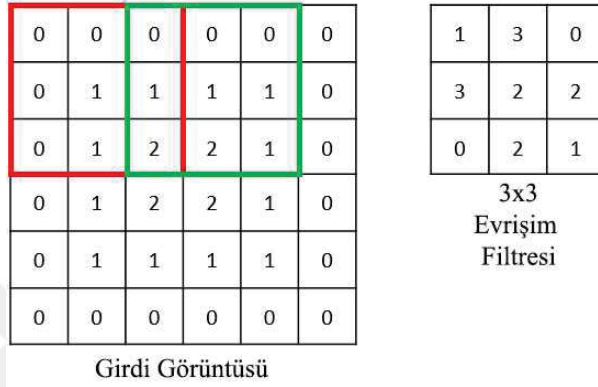 0 0 0 0 0 0
0 1 1 1 1 0
0 1 2 2 1 0
0 1 2 2 1 0
0 1 1 1 1 0
0 0 0 0 0 0
Girdi Görüntüsü
1 3 0
3 2 2
0 2 1
3x3
Evrişim
Filtresi